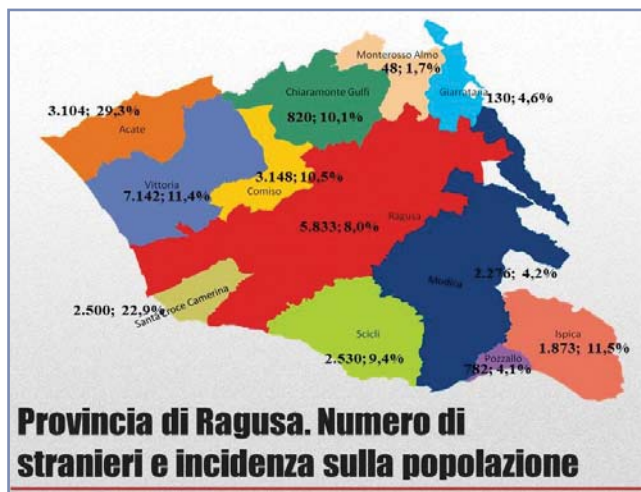 Monterosso Almo
48; 1,7%
Giarratana
130; 4,6%
Chiaramonte Gulfi
820; 10,1%
3.104; 29,3%
Acate
3.148; 10,5%
Comiso
Vittoria
7.142; 11,4%
Ragusa
5.833; 8,0%
Modica
2.276; 4,2%
2.500; 22,9%
Santa Croce Camerina
Scicli
2.530; 9,4%
Ispica
1.873; 11,5%
Pozzallo
782; 4,1%
Provincia di Ragusa. Numero di
stranieri e incidenza sulla popolazione